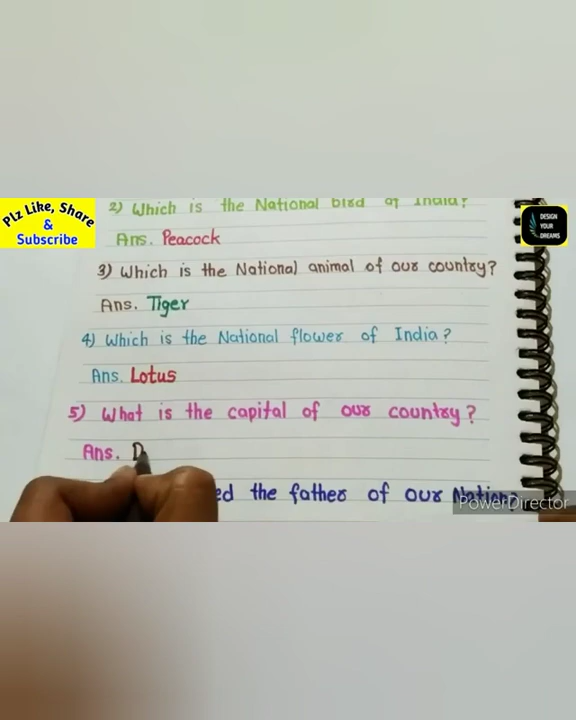 Plz Like, Share
&
Subscribe
DESIGN
YOUR
DREAMS
2) Which is the National bird of India?
Ans. Peacock
3) Which is the National animal of our country?
Ans. Tiger
4) Which is the National flower of India?
Ans. Lotus
5) What is the capital of our country?
Ans. D
ed the father of our Nation?
PowerDirector